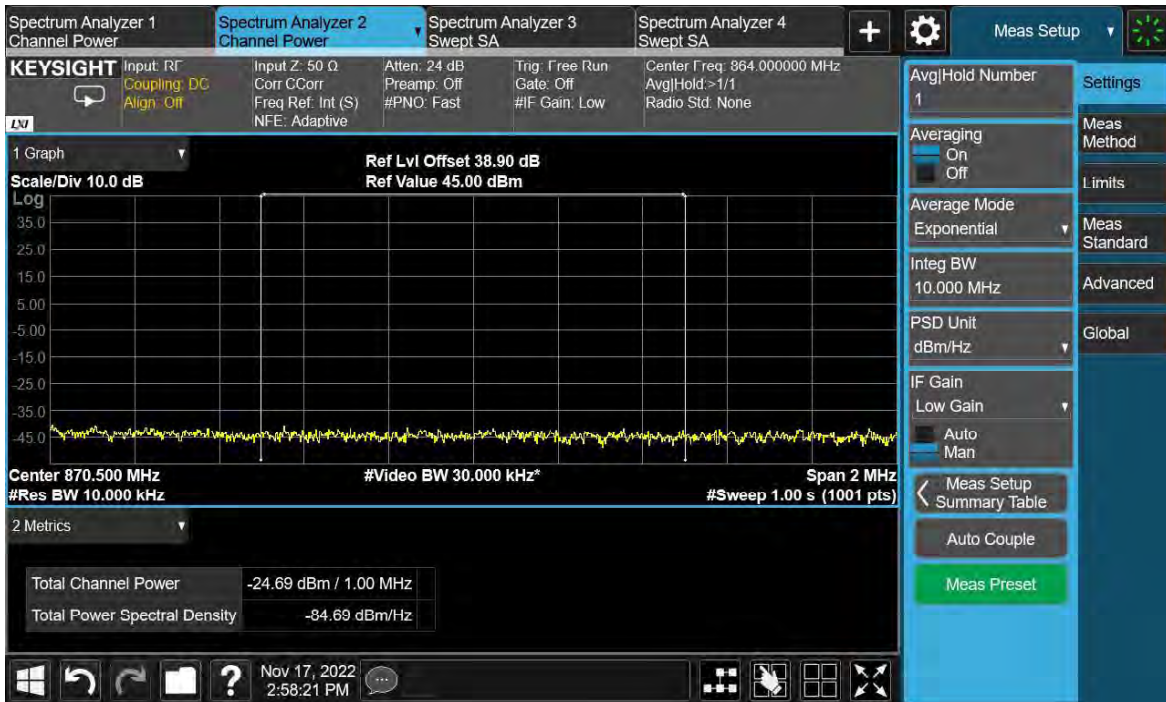 Spectrum Analyzer 1
Channel Power
Spectrum Analyzer 2
Channel Power
Spectrum Analyzer 3
Swept SA
Spectrum Analyzer 4
Swept SA
+
Meas Setup
KEYSIGHT
LXI
Input: RF
Coupling: DC
Align: Off
Input Z: 50 Ω
Corr CCorr
Freq Ref: Int (S)
NFE: Adaptive
Atten: 24 dB
Preamp: Off
#PNO: Fast
Trig: Free Run
Gate: Off
#IF Gain: Low
Center Freq: 864.000000 MHz
Avg|Hold:>1/1
Radio Std: None
1 Graph
Scale/Div 10.0 dB
Ref Lvl Offset 38.90 dB
Ref Value 45.00 dBm
Log
35.0
25.0
15.0
5.00
-5.00
-15.0
-25.0
-35.0
-45.0
Center 870.500 MHz
#Res BW 10.000 kHz
#Video BW 30.000 kHz*
Span 2 MHz
#Sweep 1.00 s (1001 pts)
2 Metrics
Total Channel Power -24.69 dBm / 1.00 MHz
Total Power Spectral Density -84.69 dBm/Hz
?
Nov 17, 2022
2:58:21 PM
Avg|Hold Number
1
Averaging
On
Off
Average Mode
Exponential
Integ BW
10.000 MHz
PSD Unit
dBm/Hz
IF Gain
Low Gain
Auto
Man
Meas Setup
Summary Table
Auto Couple
Meas Preset
Settings
Meas
Method
Limits
Meas
Standard
Advanced
Global